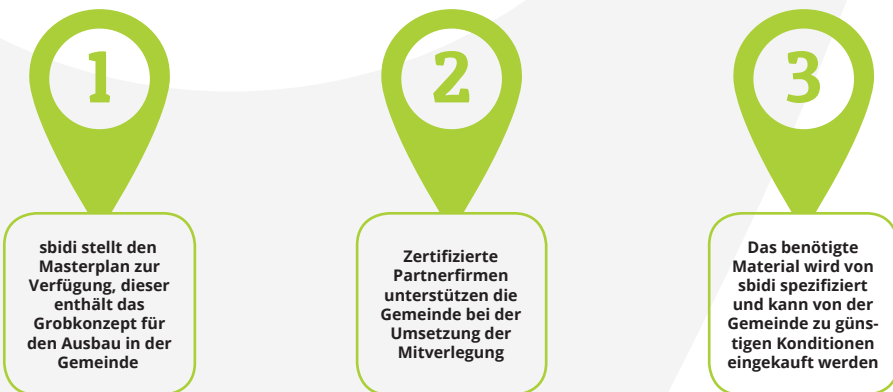 1
sbidi stellt den
Masterplan zur
Verfügung, dieser
enthält das
Grobkonzept für
den Ausbau in der
Gemeinde
2
Zertifizierte
Partnerfirmen
unterstützen die
Gemeinde bei der
Umsetzung der
Mitverlegung
3
Das benötigte
Material wird von
sbidi spezifiziert
und kann von der
Gemeinde zu güns-
tigen Konditionen
eingekauft werden